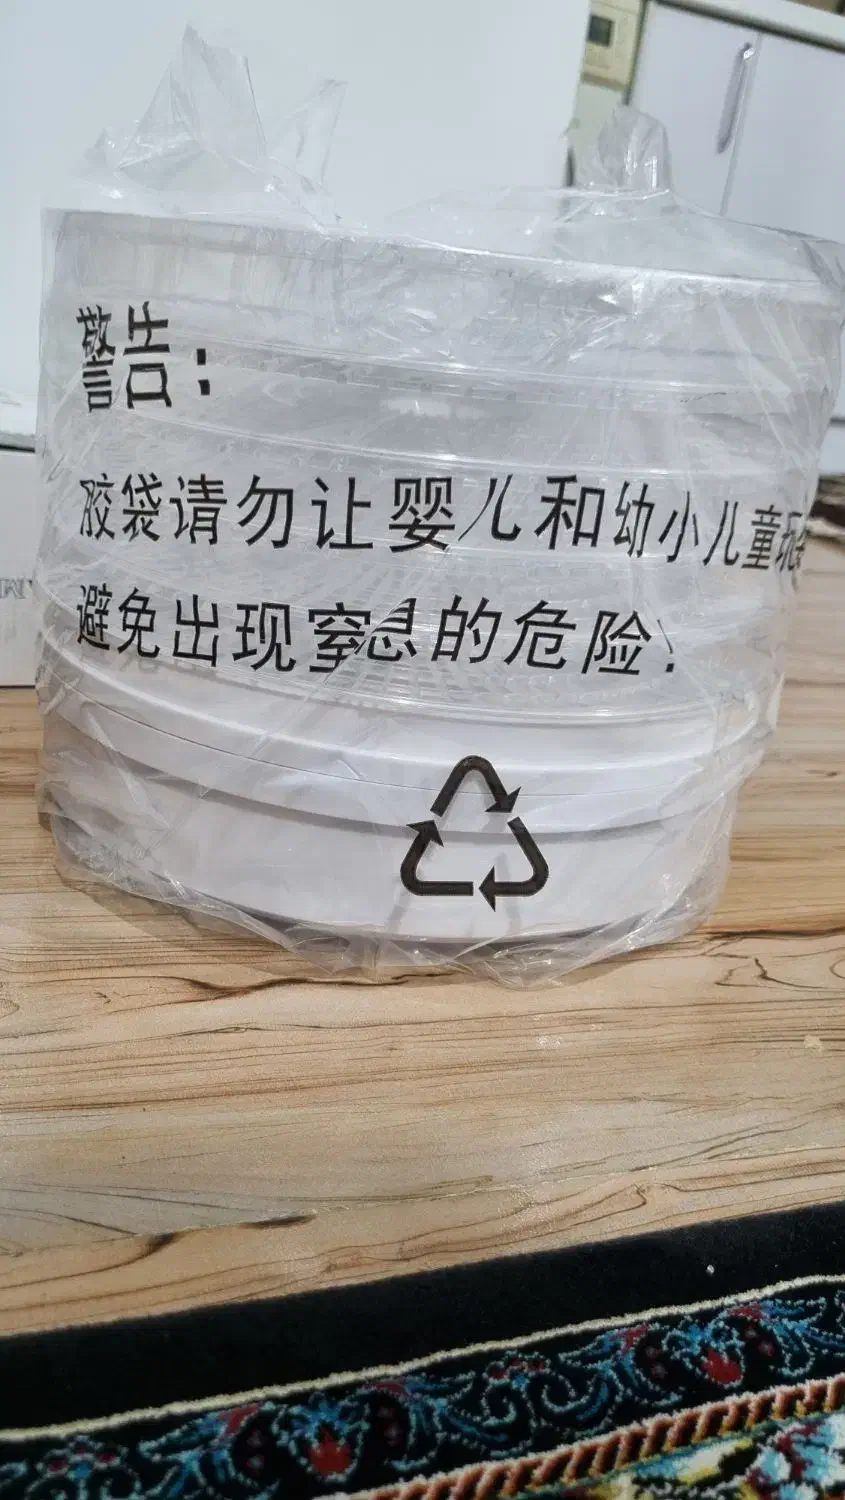 警告：
胶袋请勿让婴儿和幼小儿童玩
避免出现窒息的危险！